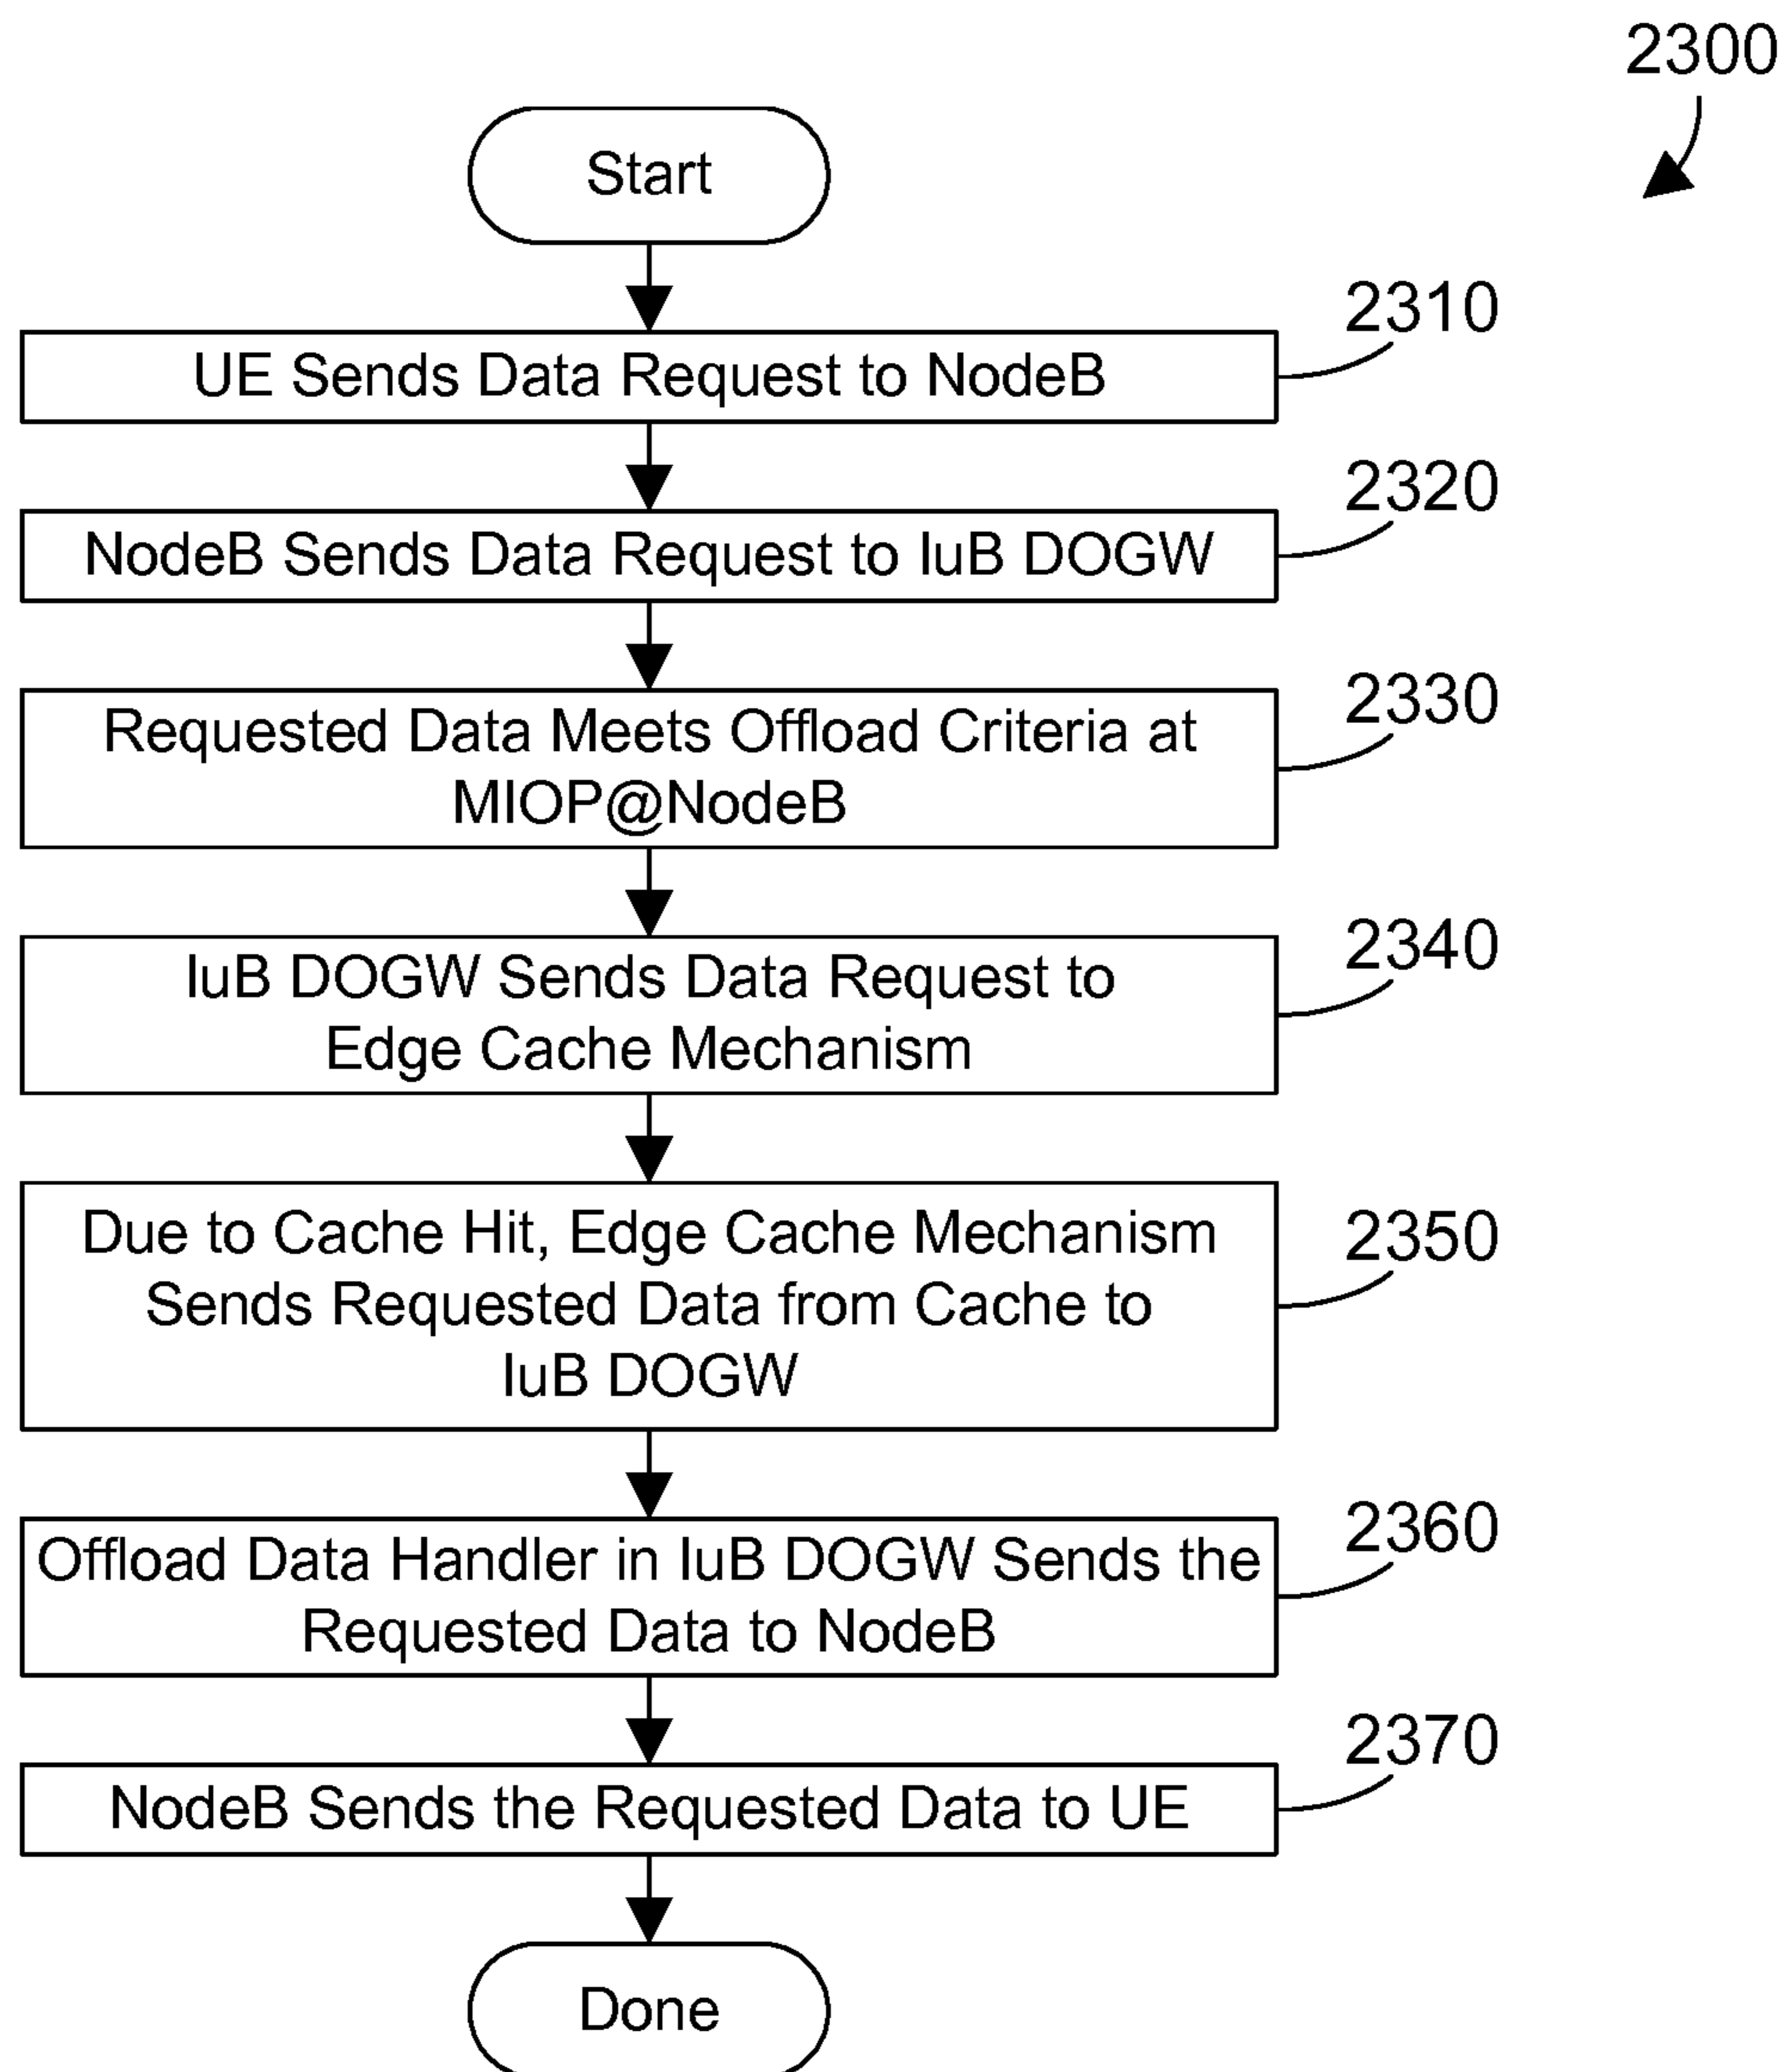 2300
Start
2310
UE Sends Data Request to NodeB
2320
NodeB Sends Data Request to IuB DOGW
2330
Requested Data Meets Offload Criteria at
MIOP@NodeB
2340
IuB DOGW Sends Data Request to
Edge Cache Mechanism
2350
Due to Cache Hit, Edge Cache Mechanism
Sends Requested Data from Cache to
IuB DOGW
2360
Offload Data Handler in IuB DOGW Sends the
Requested Data to NodeB
2370
NodeB Sends the Requested Data to UE
Done